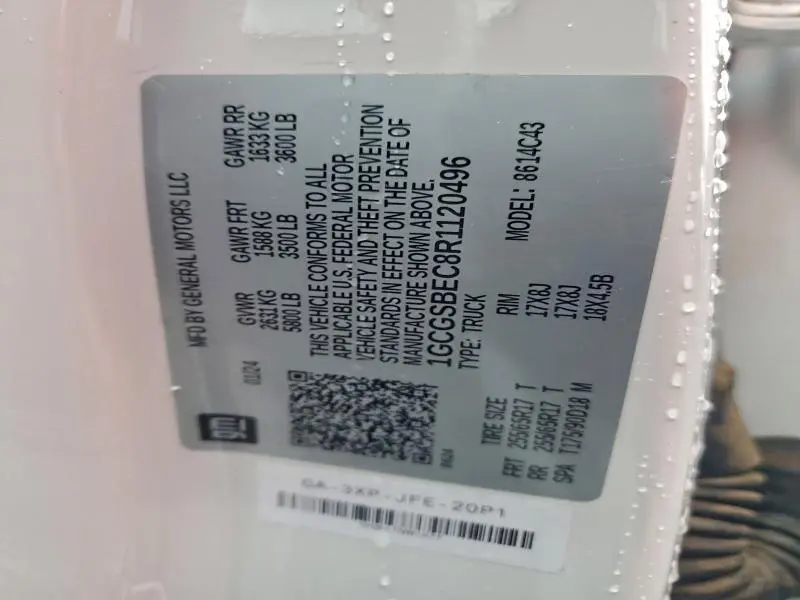 gm
MFD BY GENERAL MOTORS LLC
01/24
GVWR GAWR FRT GAWR RR
2631 KG 1588 KG 1633 KG
5800 LB 3500 LB 3600 LB
THIS VEHICLE CONFORMS TO ALL
APPLICABLE U.S. FEDERAL MOTOR
VEHICLE SAFETY AND THEFT PREVENTION
STANDARDS IN EFFECT ON THE DATE OF
MANUFACTURE SHOWN ABOVE.
1GCGSBEC8R1120496
TYPE: TRUCK MODEL: 8614C43
TIRE SIZE RIM
FRT 255/65R17 T 17X8J
RR 255/65R17 T 17X8J
SPA T175/90D18 M 18X4.5B
GA-3XP-JFE-20P1